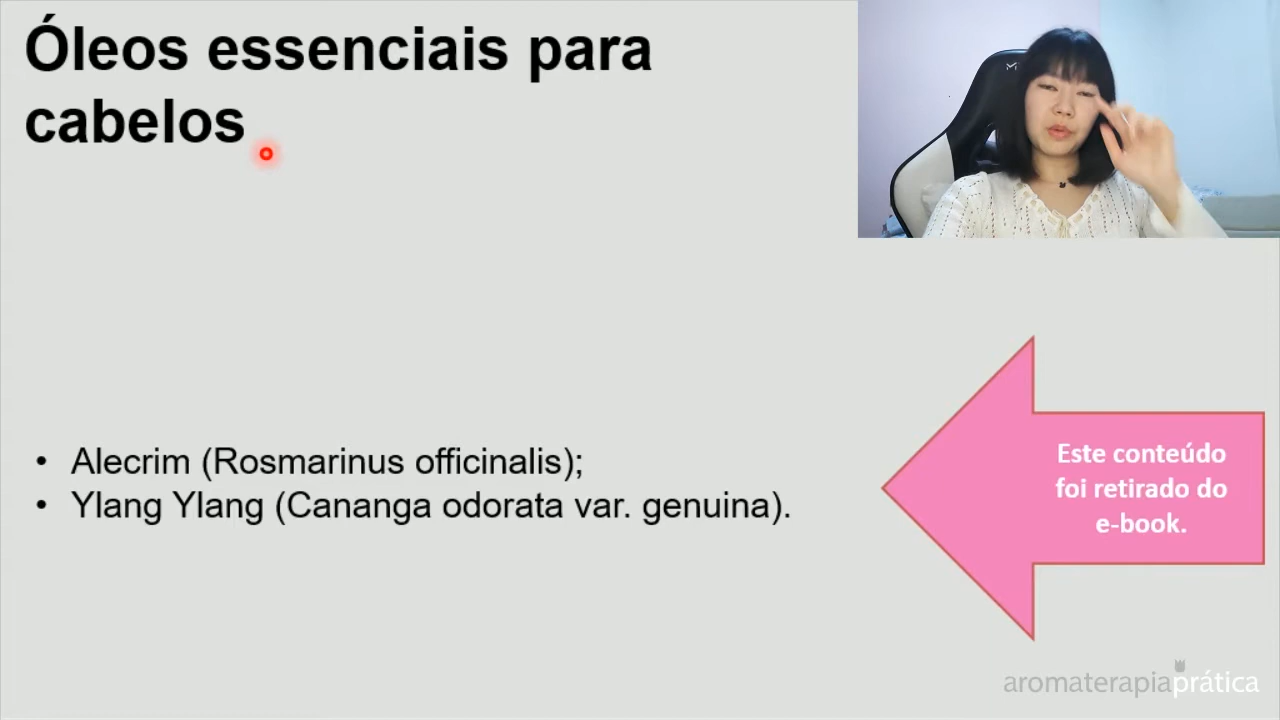 Óleos essenciais para
cabelos
• Alecrim (Rosmarinus officinalis);
• Ylang Ylang (Cananga odorata var. genuina).
Este conteúdo
foi retirado do
e-book.
aromaterapiaprática